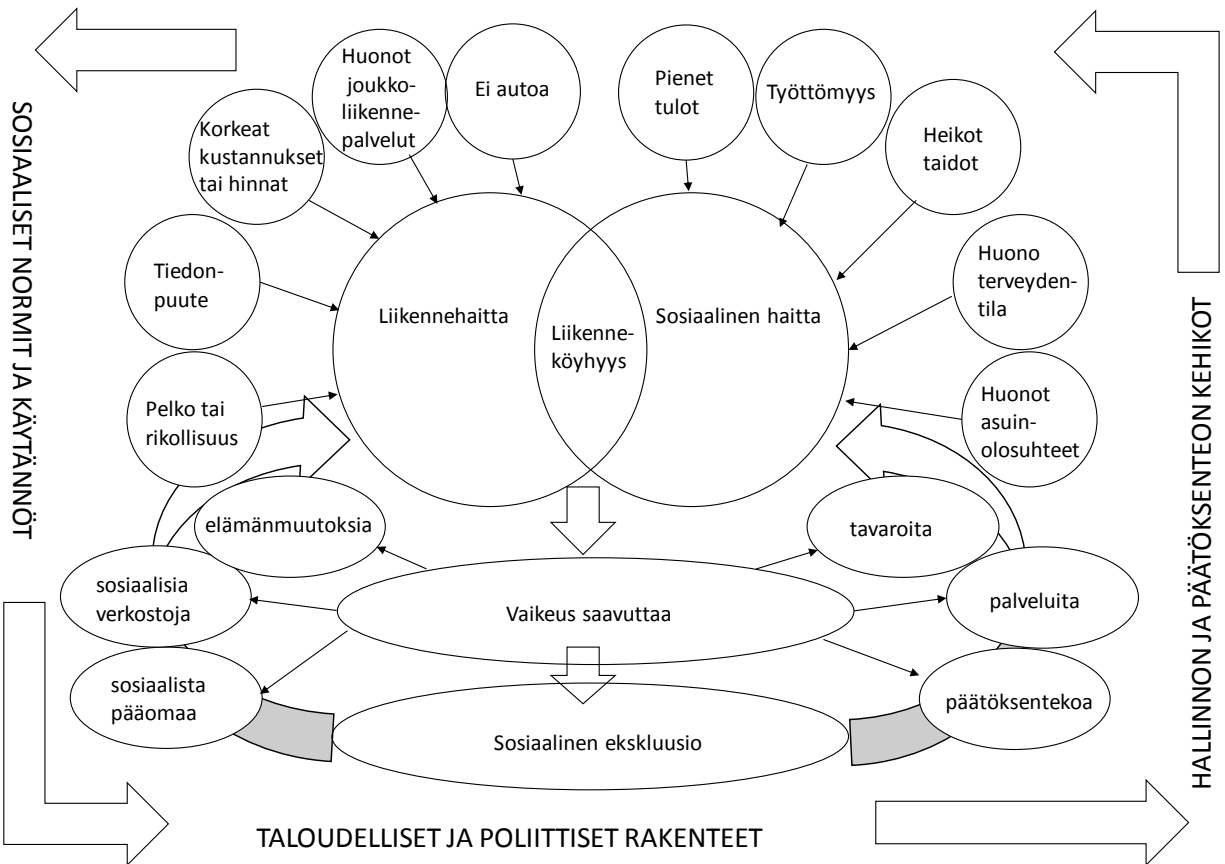 Huonot
joukko-
liikenne-
palvelut
Ei autoa
Pienet
tulot
Työttömyys
Korkeat
kustannukset
tai hinnat
Heikot
taidot
SOSIAALISET NORMIT JA KÄYTÄNNÖT
Tiedon-
puute
Huono
terveyden-
tila
Liikennehaitta
Sosiaalinen haitta
Liikenne-
köyhyys
Pelko tai
rikollisuus
Huonot
asuin-
olosuhteet
HALLINNON JA PÄÄTÖKSENTEON KEHIKOT
elämänmuutoksia
tavaroita
sosiaalisia
verkostoja
Vaikeus saavuttaa
palveluita
sosiaalista
pääomaa
päätöksentekoa
Sosiaalinen ekskluusio
TALOUDELLISET JA POLIITTISET RAKENTEET